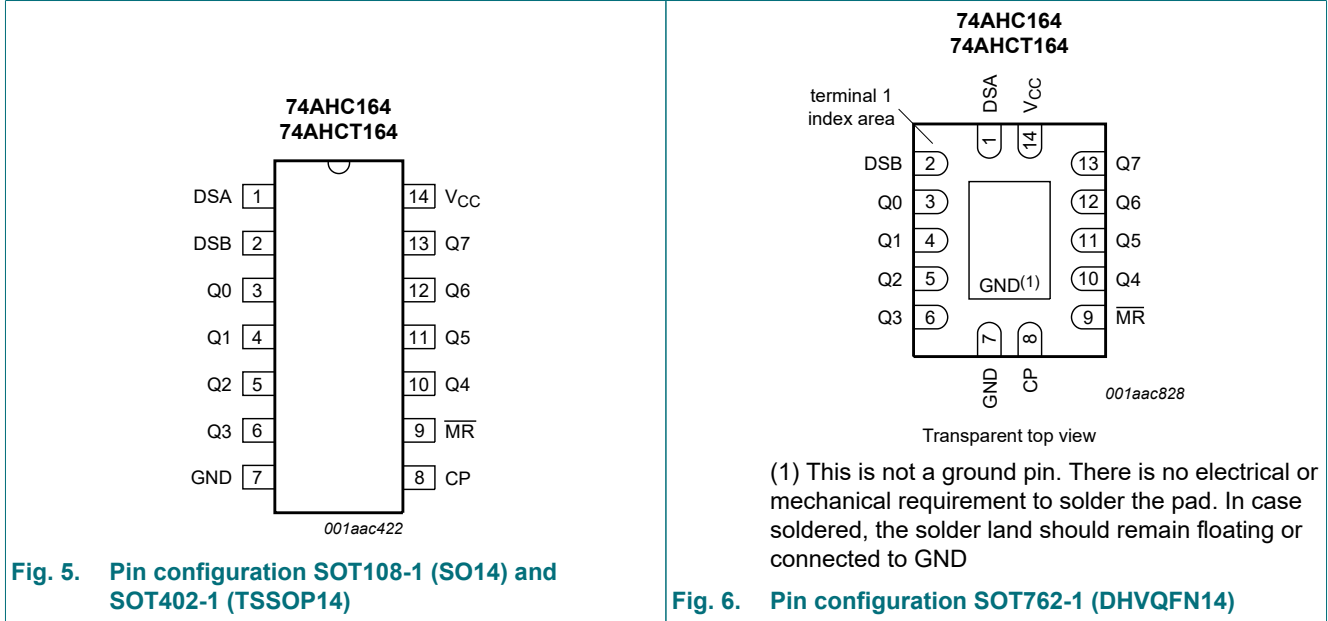 74AHC164
74AHCT164
DSA 1
14 VCC
DSB 2
13 Q7
Q0 3
12 Q6
Q1 4
11 Q5
Q2 5
10 Q4
Q3 6
9 MR
GND 7
8 CP
001aac422
Fig. 5. Pin configuration SOT108-1 (SO14) and
SOT402-1 (TSSOP14)
74AHC164
74AHCT164
terminal 1
index area
DSA
VCC
1
14
DSB 2
13 Q7
Q0 3
12 Q6
Q1 4
11 Q5
Q2 5
10 Q4
GND(1)
Q3 6
9 MR
7
8
GND
CP
001aac828
Transparent top view
(1) This is not a ground pin. There is no electrical or
mechanical requirement to solder the pad. In case
soldered, the solder land should remain floating or
connected to GND
Fig. 6. Pin configuration SOT762-1 (DHVQFN14)